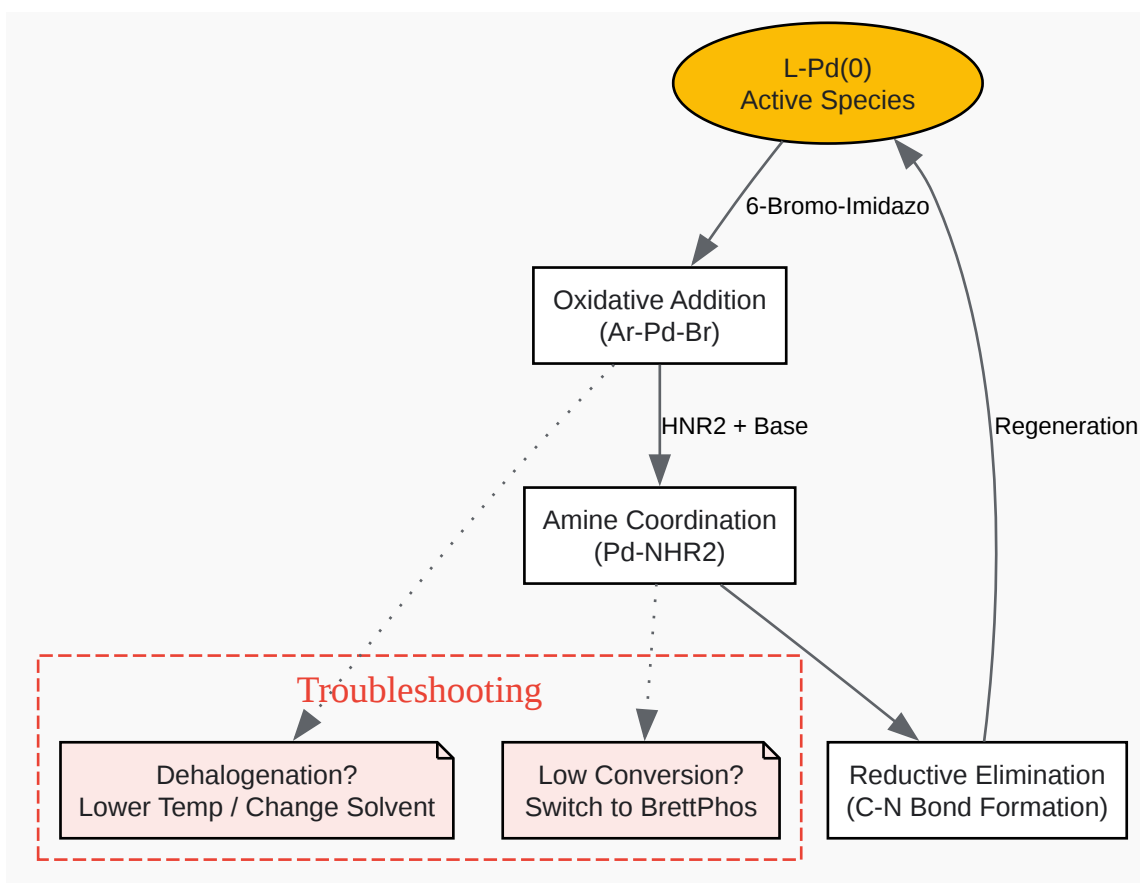 L-Pd(0)
Active Species
6-Bromo-Imidazo
Oxidative Addition
(Ar-Pd-Br)
HNR2 + Base
Regeneration
Amine Coordination
(Pd-NHR2)
Troubleshooting
Dehalogenation?
Lower Temp / Change Solvent
Low Conversion?
Switch to BrettPhos
Reductive Elimination
(C-N Bond Formation)